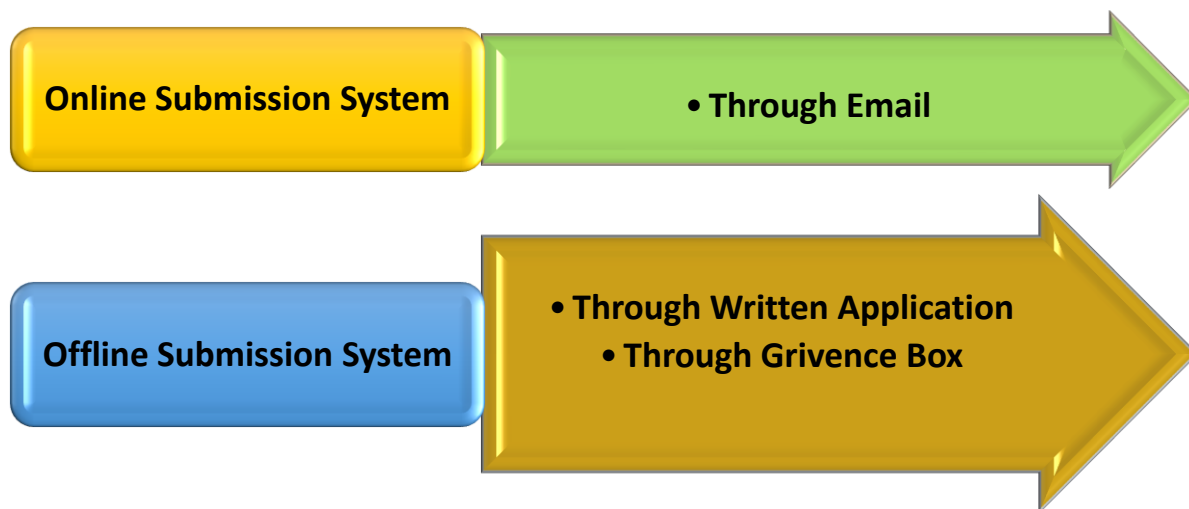 Online Submission System
• Through Email
Offline Submission System
• Through Written Application
• Through Grivence Box